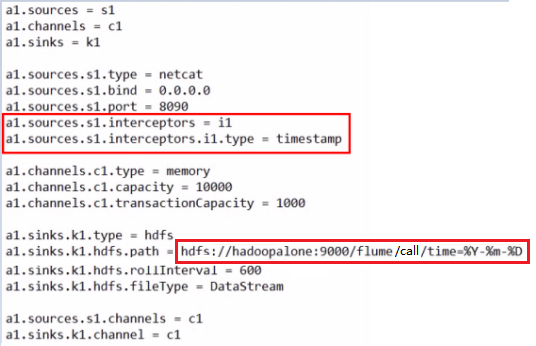 a1.sources = s1
a1.channels = c1
a1.sinks = k1
a1.sources.s1.type = netcat
a1.sources.s1.bind = 0.0.0.0
a1.sources.s1.port = 8090
a1.sources.s1.interceptors = i1
a1.sources.s1.interceptors.i1.type = timestamp
a1.channels.c1.type = memory
a1.channels.c1.capacity = 10000
a1.channels.c1.transactionCapacity = 1000
a1.sinks.k1.type = hdfs
a1.sinks.k1.hdfs.path = hdfs://hadoopalone:9000/flume/call/time=%Y-%m-%D
a1.sinks.k1.hdfs.rollInterval = 600
a1.sinks.k1.hdfs.fileType = DataStream
a1.sources.s1.channels = c1
a1.sinks.k1.channel = c1